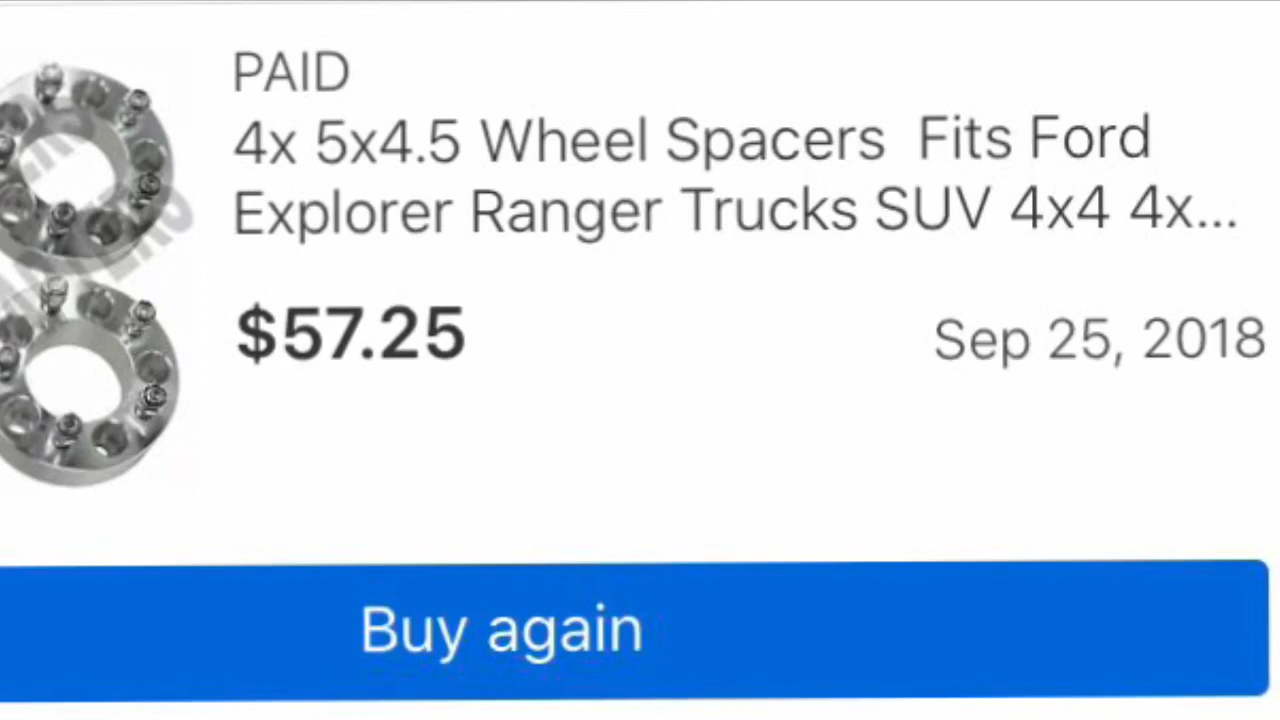 PAID
4x 5x4.5 Wheel Spacers Fits Ford
Explorer Ranger Trucks SUV 4x4 4x...
$57.25
Sep 25, 2018
Buy again